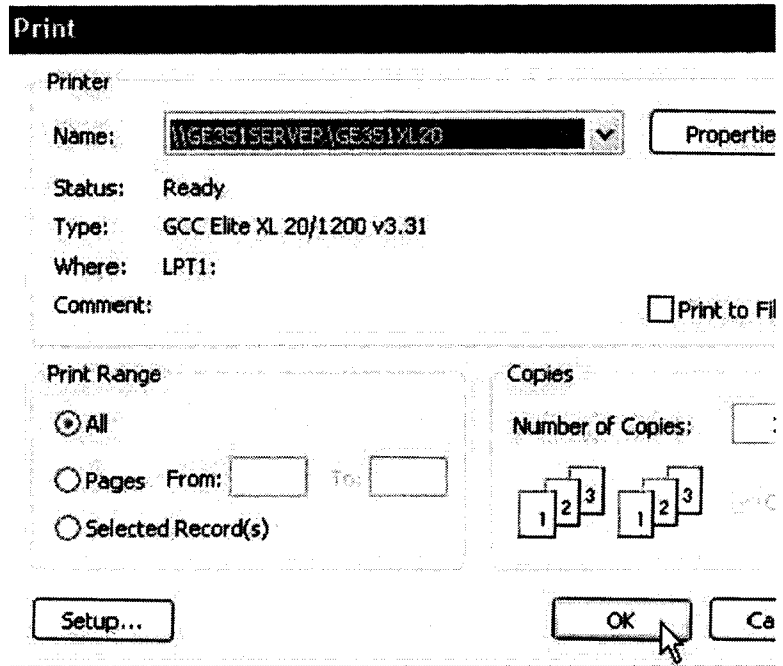 Print
Printer
Name: \\GE351SERVER\GE351XL20 Propertie
Status: Ready
Type: GCC Elite XL 20/1200 v3.31
Where: LPT1:
Comment: Print to Fil
Print Range
All
Pages From: To:
Selected Record(s)
Copies
Number of Copies:
1 2 3 1 2 3
Setup...
OK Ca